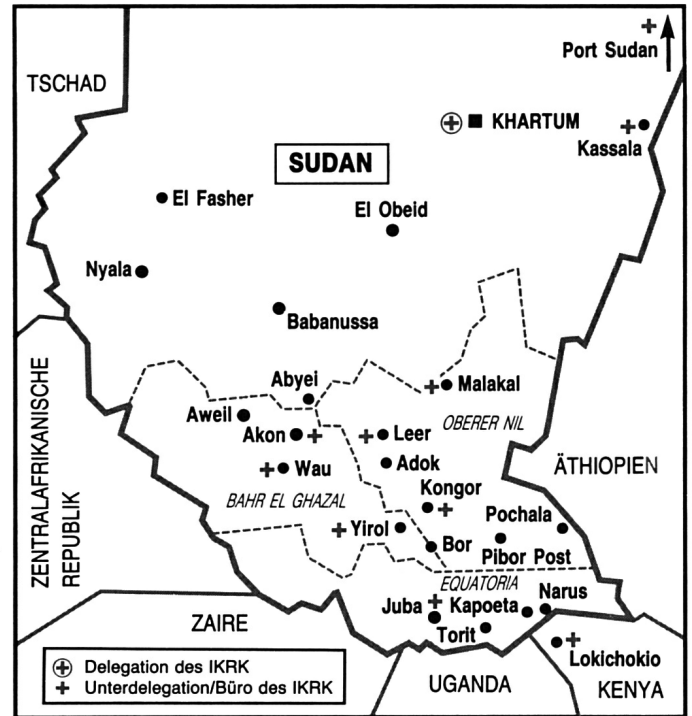 Port Sudan
TSCHAD
KHARTUM
Kassala
SUDAN
El Fasher
El Obeid
Nyala
Babanussa
Abyei
Malakal
Aweil
OBERER NIL
Akon
Leer
ZENTRALAFRIKANISCHE
REPUBLIK
Wau
Adok
ÄTHIOPIEN
Kongor
BAHR EL GHAZAL
Pochala
Yirol
Bor
Pibor Post
EQUATORIA
Narus
Juba
Kapoeta
ZAIRE
Torit
Lokichokio
Delegation des IKRK
Unterdelegation/Büro des IKRK
UGANDA
KENYA